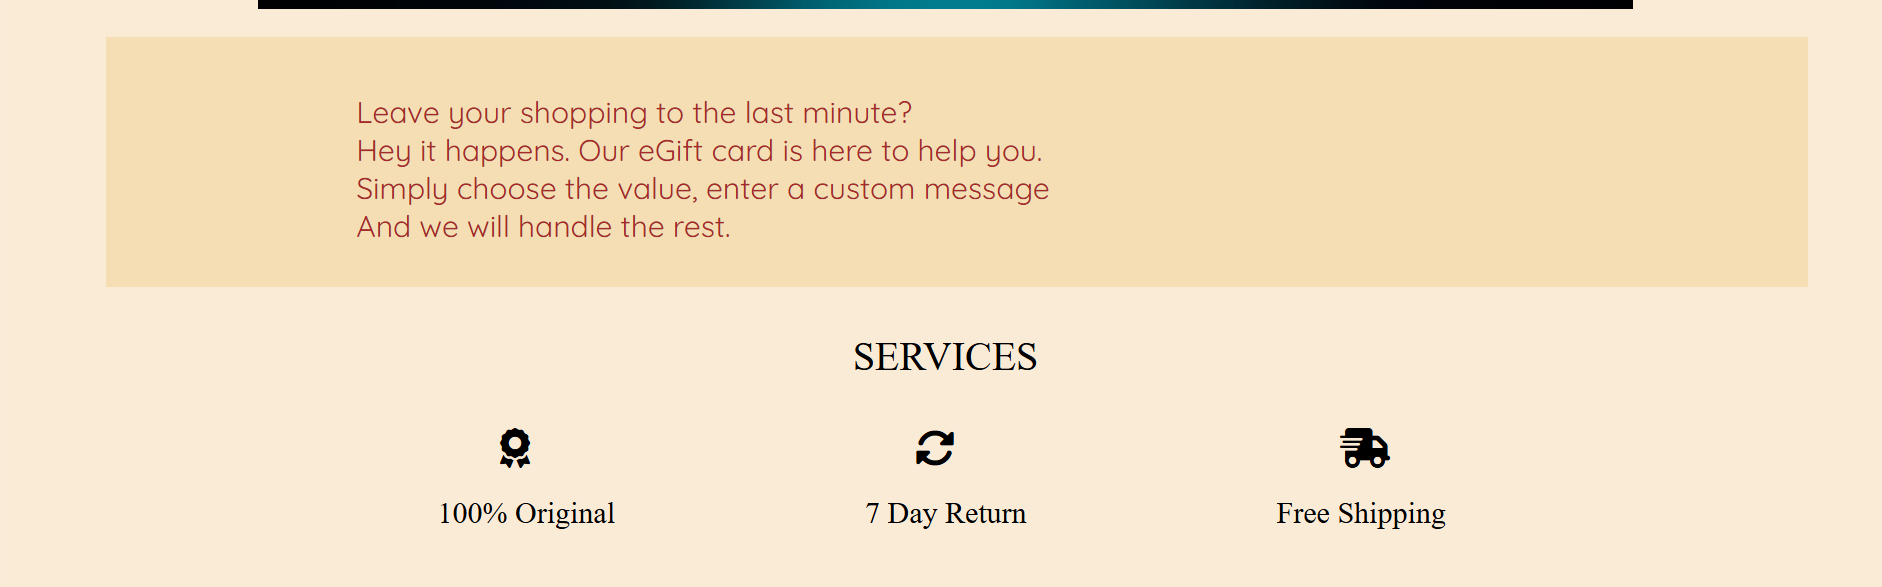 Leave your shopping to the last minute?
Hey it happens. Our eGift card is here to help you.
Simply choose the value, enter a custom message
And we will handle the rest.
SERVICES
100% Original
7 Day Return
Free Shipping